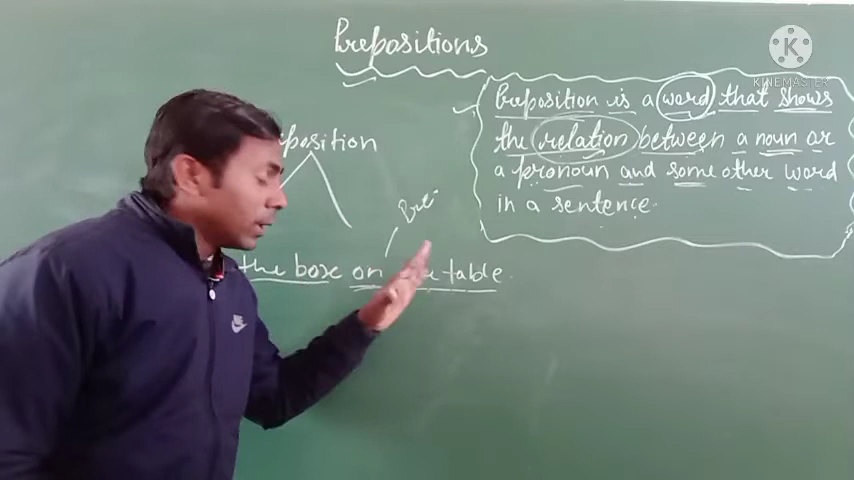 Prepositions
KINEMASTER
Preposition is a word that shows
the relation between a noun or
a pronoun and some other word
in a sentence.
position
the box on the table.